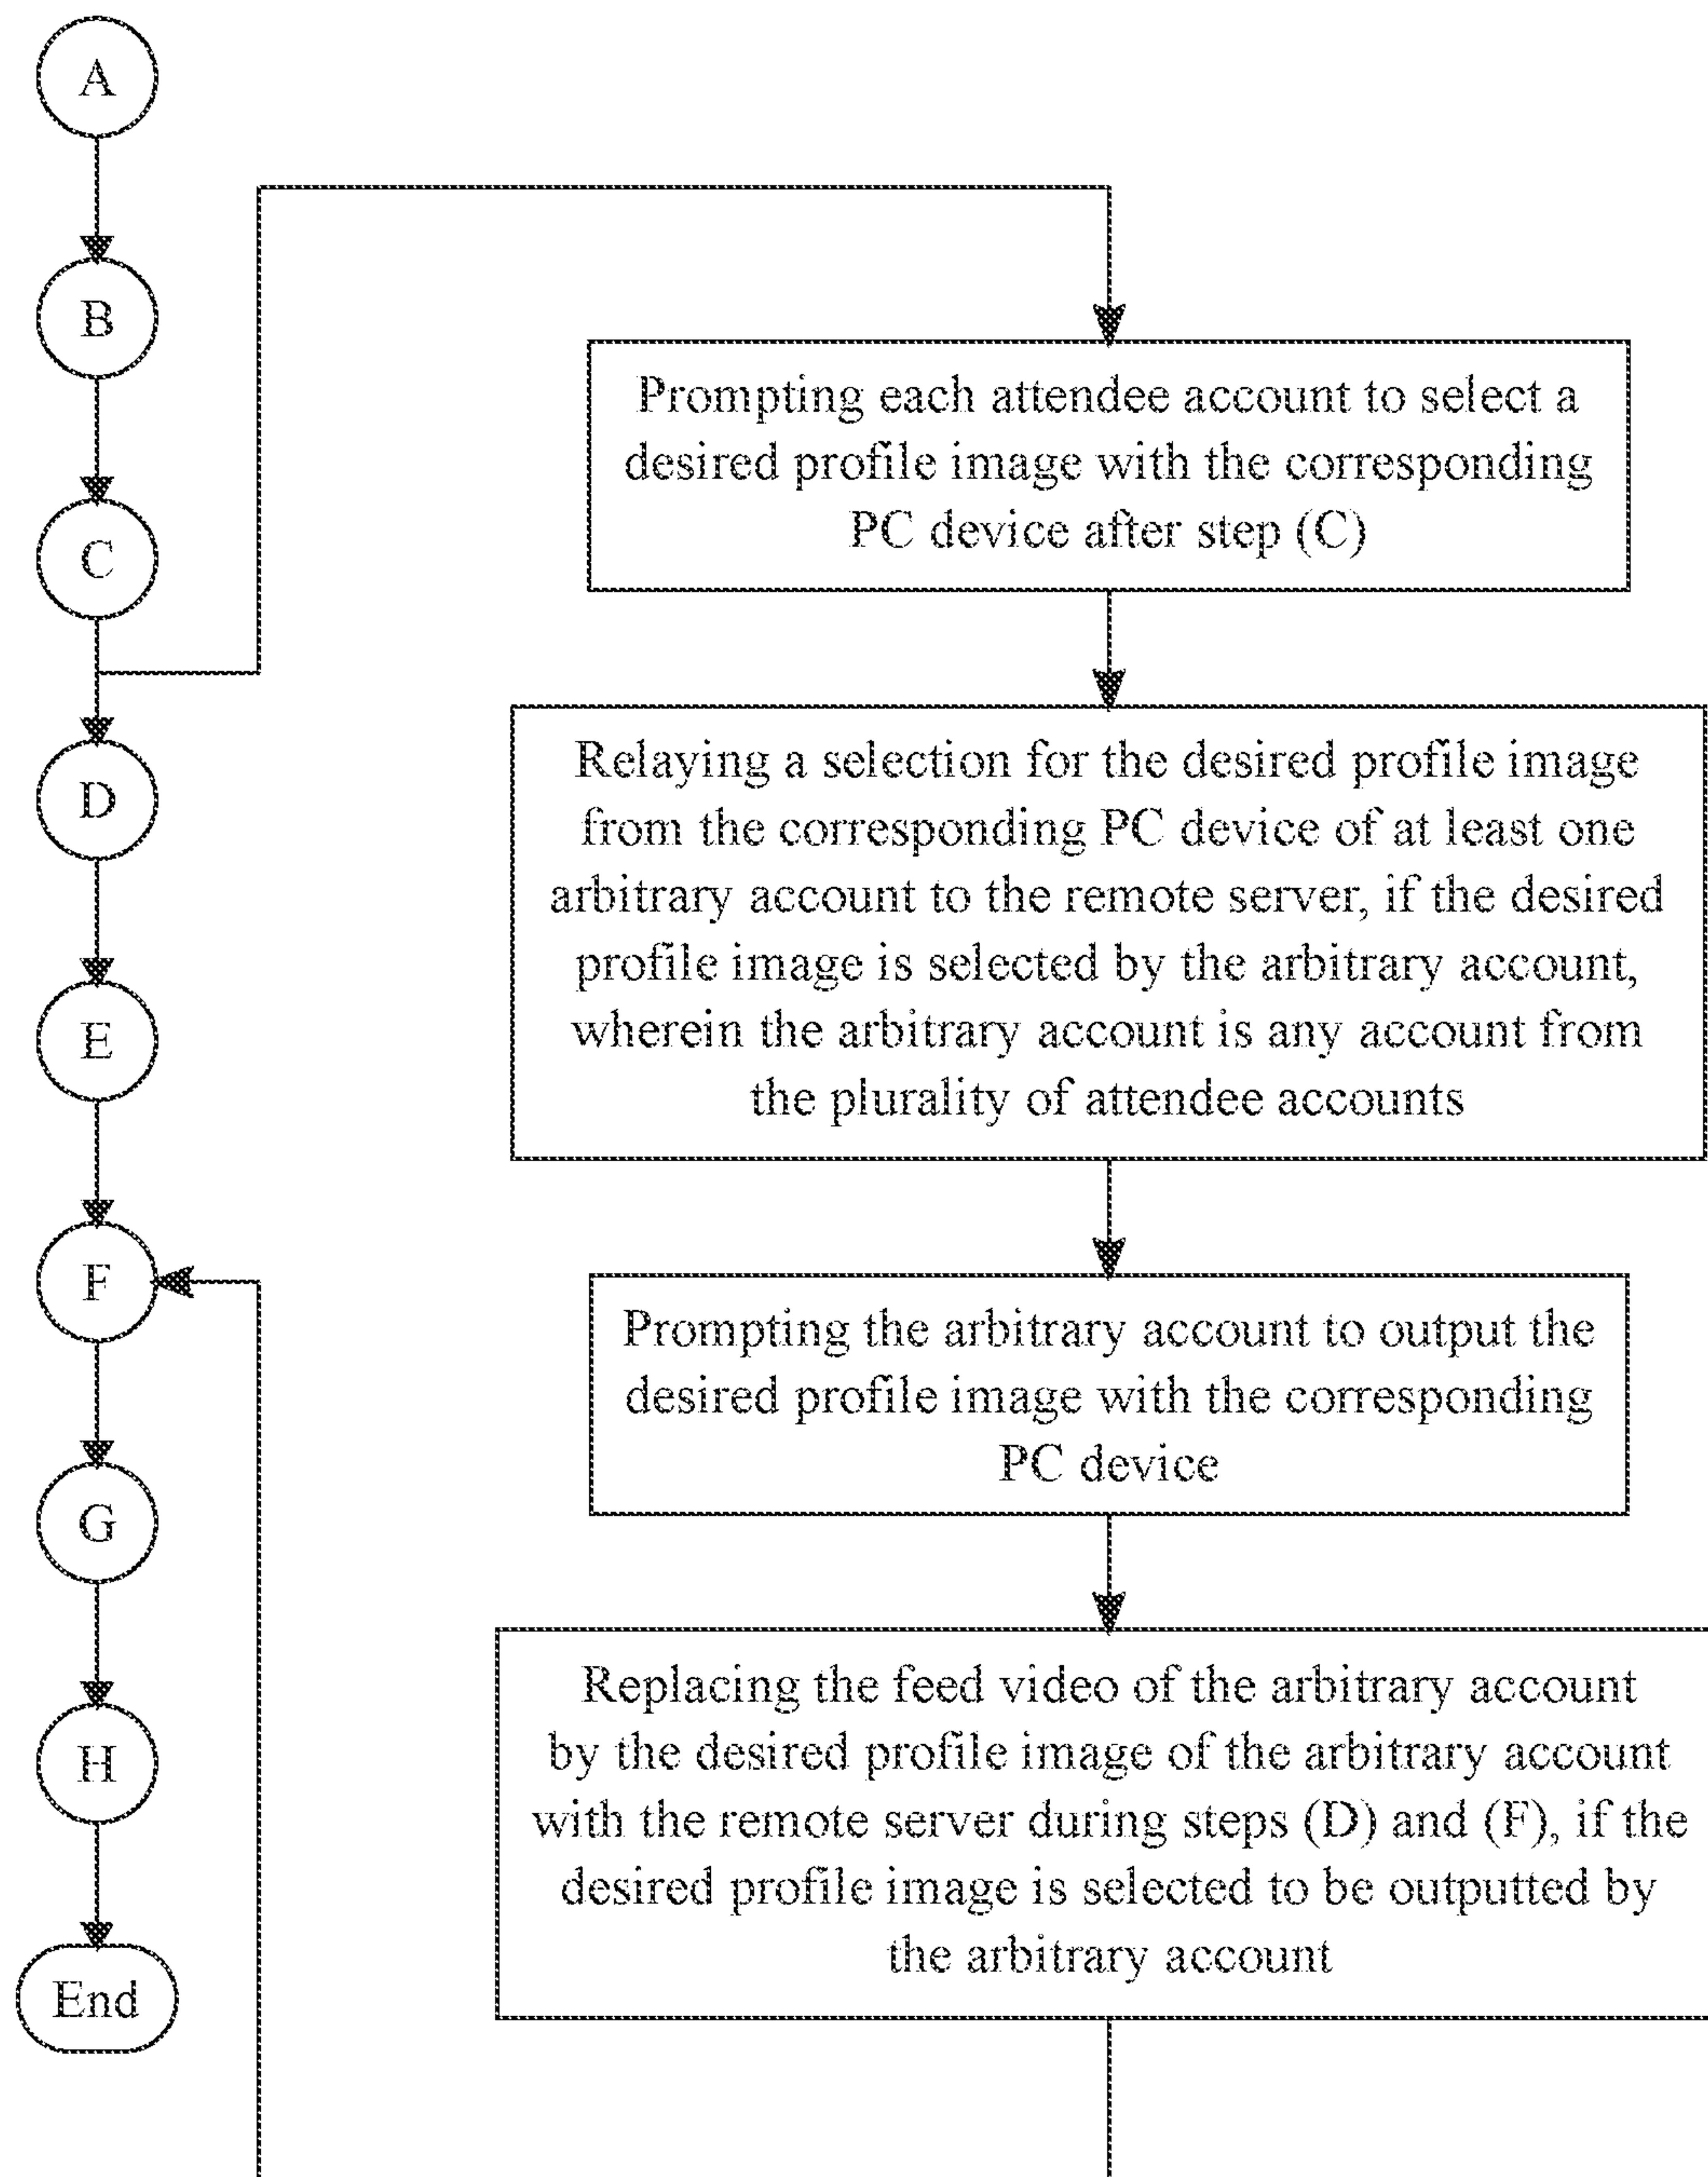 A
B
C
D
E
F
G
H
End
Prompting each attendee account to select a
desired profile image with the corresponding
PC device after step (C)
Relaying a selection for the desired profile image
from the corresponding PC device of at least one
arbitrary account to the remote server, if the desired
profile image is selected by the arbitrary account,
wherein the arbitrary account is any account from
the plurality of attendee accounts
Prompting the arbitrary account to output the
desired profile image with the corresponding
PC device
Replacing the feed video of the arbitrary account
by the desired profile image of the arbitrary account
with the remote server during steps (D) and (F), if the
desired profile image is selected to be outputted by
the arbitrary account